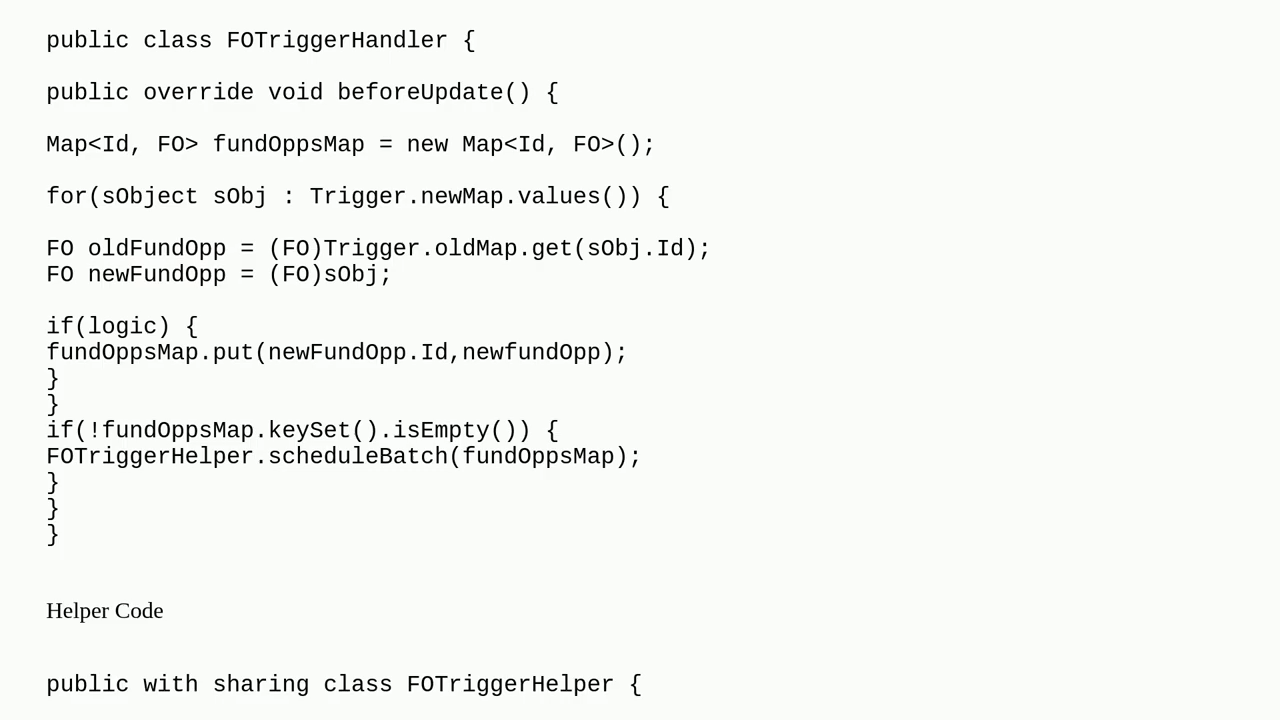 public class FOTriggerHandler {
public override void beforeUpdate() {
Map<Id, FO> fundOppsMap = new Map<Id, FO>();
for(sObject sObj : Trigger.newMap.values()) {
FO oldFundOpp = (FO)Trigger.oldMap.get(sObj.Id);
FO newFundOpp = (FO)sObj;
if(logic) {
fundOppsMap.put(newFundOpp.Id,newfundOpp);
}
}
if(!fundOppsMap.keySet().isEmpty()) {
FOTriggerHelper.scheduleBatch(fundOppsMap);
}
}
}
Helper Code
public with sharing class FOTriggerHelper {